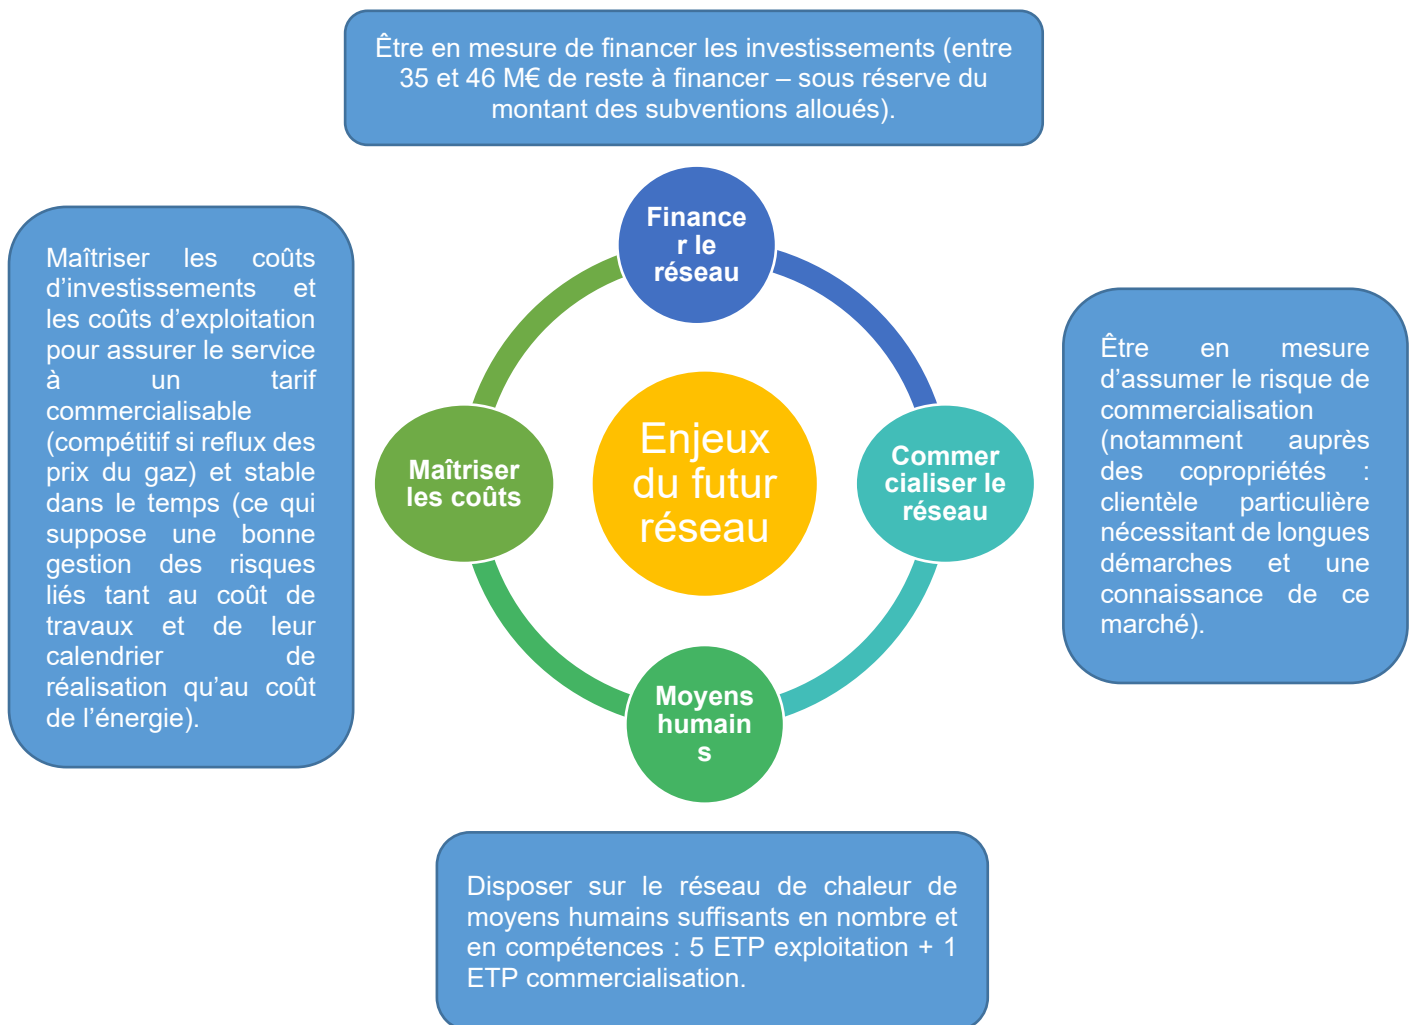 Être en mesure de financer les investissements (entre
35 et 46 M€ de reste à financer – sous réserve du
montant des subventions alloués).
Finance
r le
réseau
Maîtriser les coûts
d’investissements et
les coûts d’exploitation
pour assurer le service
à un tarif
commercialisable
(compétitif si reflux des
prix du gaz) et stable
dans le temps (ce qui
suppose une bonne
gestion des risques
liés tant au coût de
travaux et de leur
calendrier de
réalisation qu’au coût
de l’énergie).
Maîtriser
les coûts
Enjeux
du futur
réseau
Commer
cialiser le
réseau
Être en mesure
d’assumer le risque de
commercialisation
(notamment auprès
des copropriétés :
clientèle particulière
nécessitant de longues
démarches et une
connaissance de ce
marché).
Moyens
humain
s
Disposer sur le réseau de chaleur de
moyens humains suffisants en nombre et
en compétences : 5 ETP exploitation + 1
ETP commercialisation.